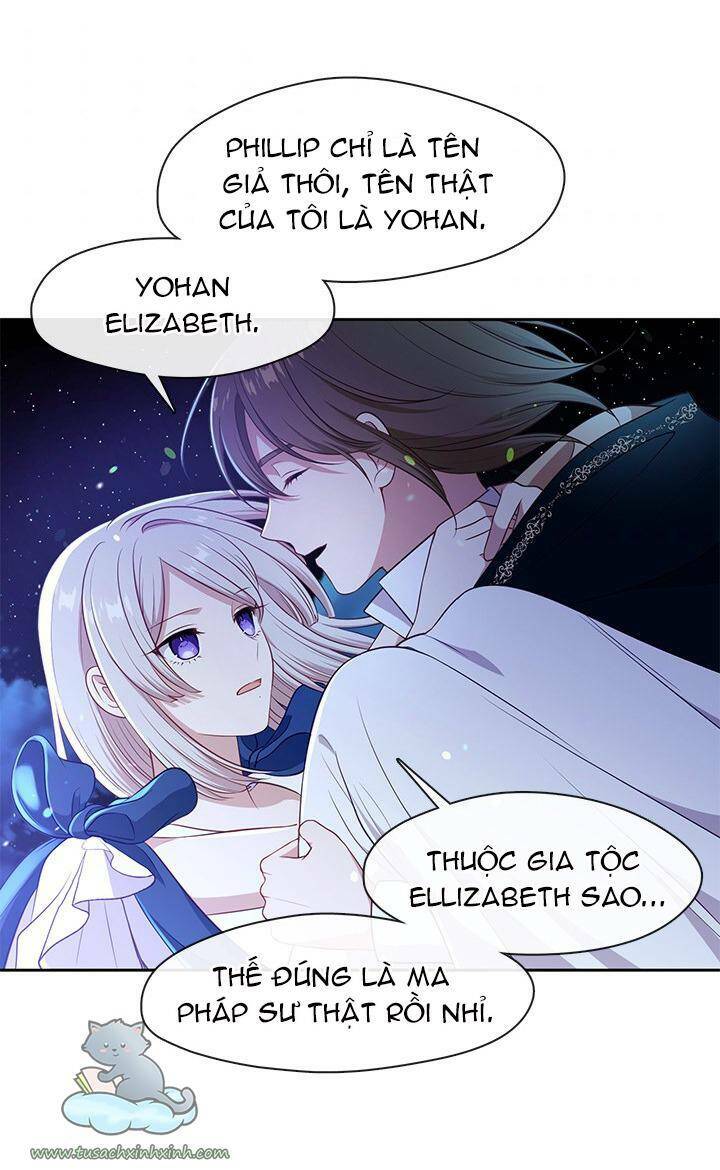 PHILLIP CHỈ LÀ TÊN
GIẢ THÔI, TÊN THẬT
CỦA TÔI LÀ YOHAN.
YOHAN
ELIZABETH.
THUỘC GIA TỘC
ELLIZABETH SAO...
THẾ ĐÚNG LÀ MA
PHÁP SƯ THẬT RỒI NHỈ.
www.tusachxinhxinh.com